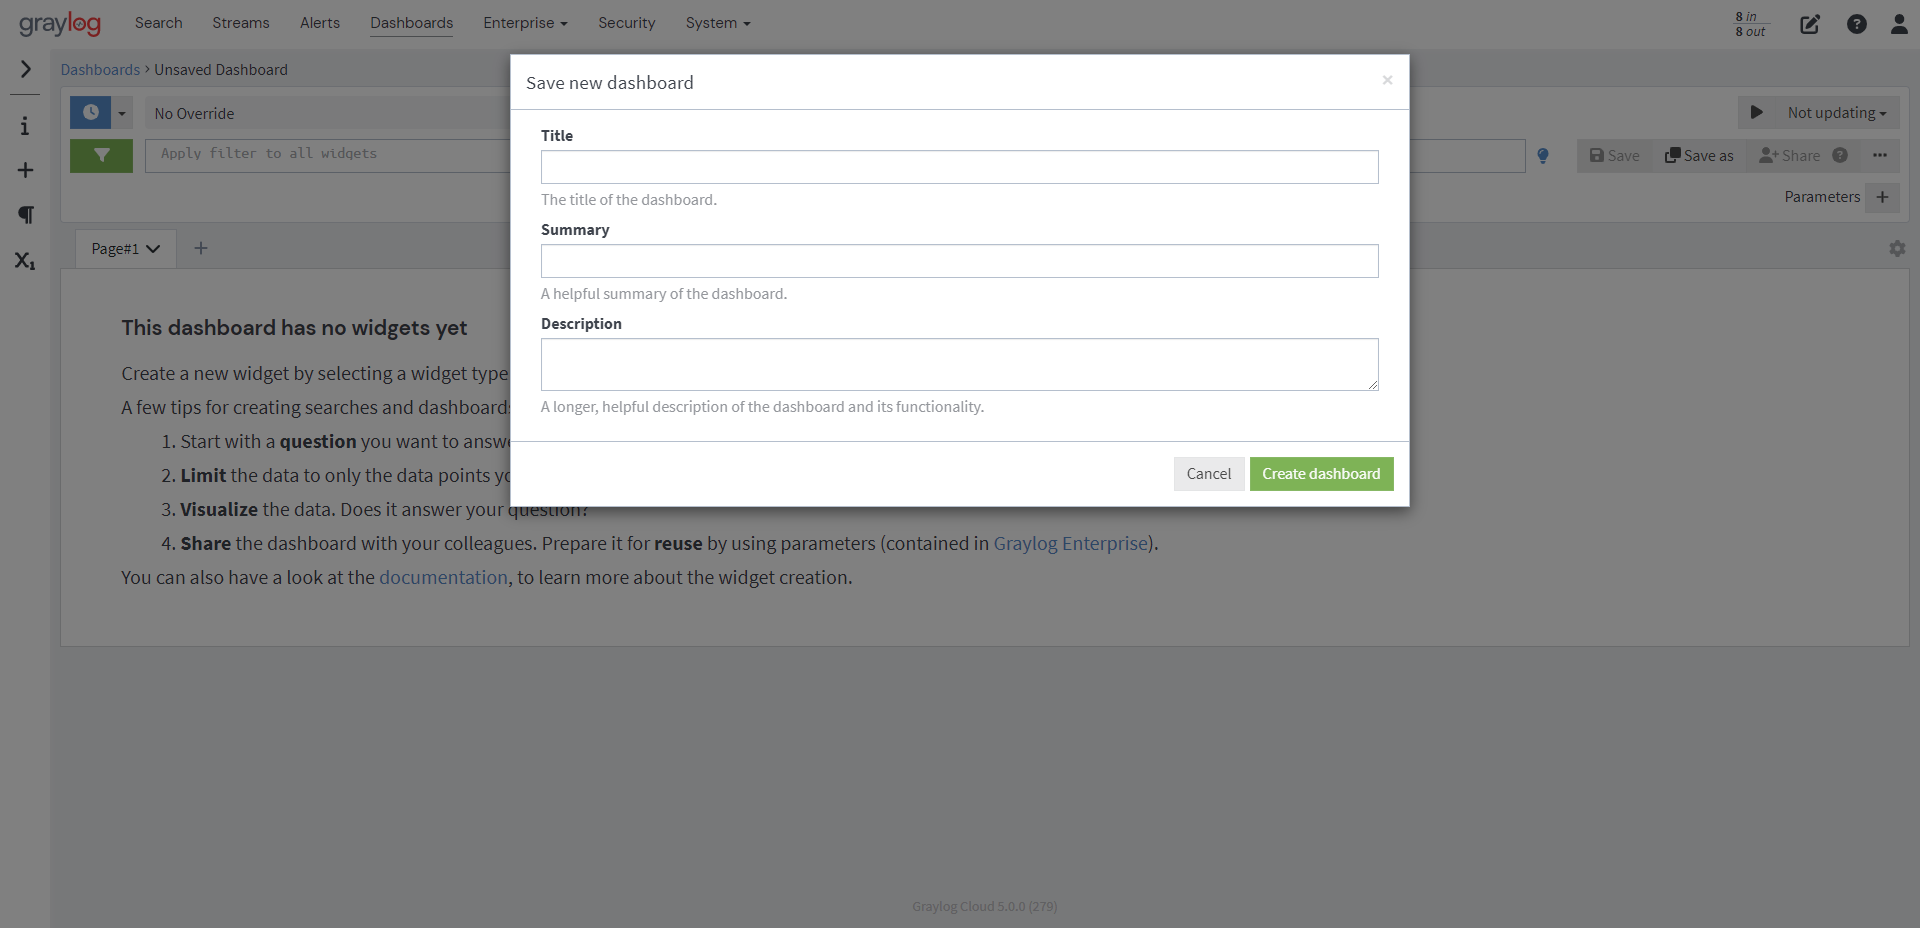 graylog
Search
Streams
Alerts
Dashboards
Enterprise
Security
System
8 in
8 out
Dashboards › Unsaved Dashboard
No Override
Not updating
Apply filter to all widgets
Save
Save as
Share
Parameters
Page#1
Save new dashboard
×
Title
The title of the dashboard.
Summary
A helpful summary of the dashboard.
Description
A longer, helpful description of the dashboard and its functionality.
Cancel
Create dashboard
This dashboard has no widgets yet
Create a new widget by selecting a widget type
A few tips for creating searches and dashboards
1. Start with a question you want to answ
2. Limit the data to only the data points yo
3. Visualize the data. Does it answer your question?
4. Share the dashboard with your colleagues. Prepare it for reuse by using parameters (contained in Graylog Enterprise).
You can also have a look at the documentation, to learn more about the widget creation.
Graylog Cloud 5.0.0 (279)